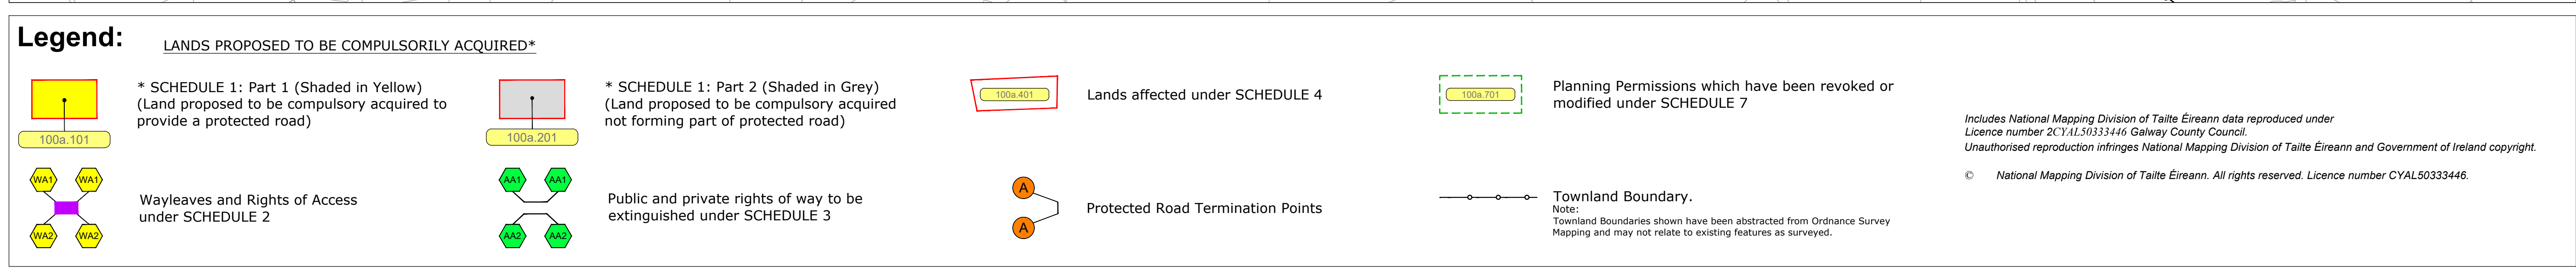 Legend:
LANDS PROPOSED TO BE COMPULSORILY ACQUIRED*
100a.101
* SCHEDULE 1: Part 1 (Shaded in Yellow)
(Land proposed to be compulsory acquired to
provide a protected road)
100a.201
* SCHEDULE 1: Part 2 (Shaded in Grey)
(Land proposed to be compulsory acquired
not forming part of protected road)
100a.401
Lands affected under SCHEDULE 4
100a.701
Planning Permissions which have been revoked or
modified under SCHEDULE 7
WA1 WA1
WA2 WA2
Wayleaves and Rights of Access
under SCHEDULE 2
AA1 AA1
AA2 AA2
Public and private rights of way to be
extinguished under SCHEDULE 3
A
A
Protected Road Termination Points
Townland Boundary.
Note:
Townland Boundaries shown have been abstracted from Ordnance Survey
Mapping and may not relate to existing features as surveyed.
Includes National Mapping Division of Tailte Éireann data reproduced under
Licence number 2CYAL50333446 Galway County Council.
Unauthorised reproduction infringes National Mapping Division of Tailte Éireann and Government of Ireland copyright.
© National Mapping Division of Tailte Éireann. All rights reserved. Licence number CYAL50333446.